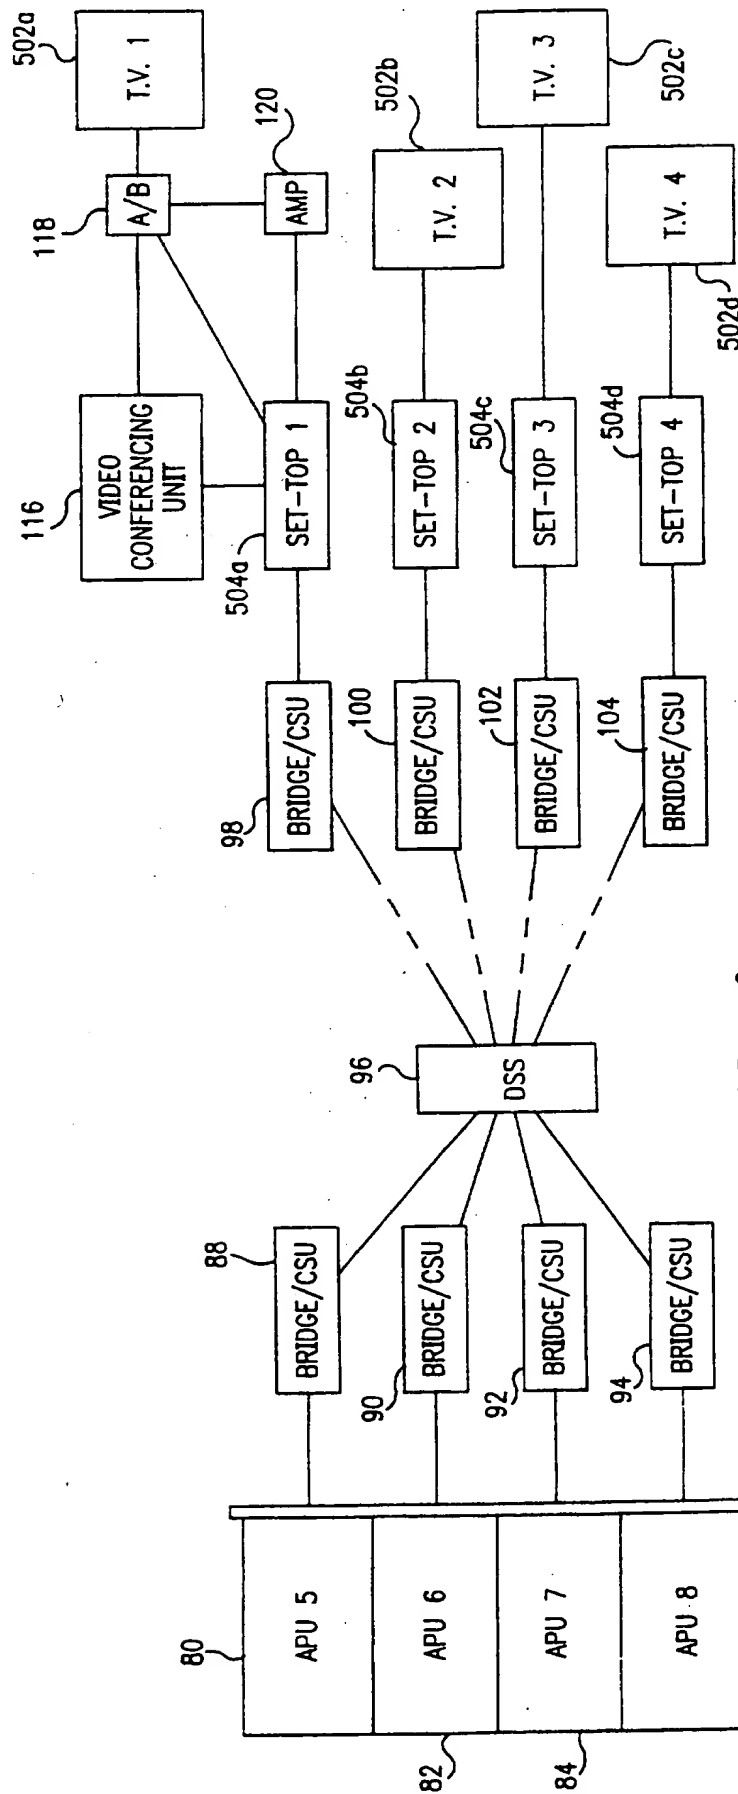 80
APU 5
APU 6
APU 7
APU 8
82
84
88
BRIDGE/CSU
90
BRIDGE/CSU
92
BRIDGE/CSU
94
BRIDGE/CSU
96
DSS
98
BRIDGE/CSU
100
BRIDGE/CSU
102
BRIDGE/CSU
104
BRIDGE/CSU
116
VIDEO
CONFERENCING
UNIT
504a
SET-TOP 1
504b
SET-TOP 2
504c
SET-TOP 3
504d
SET-TOP 4
118
A/B
120
AMP
502a
T.V. 1
502b
T.V. 2
T.V. 3
502c
T.V. 4
502d